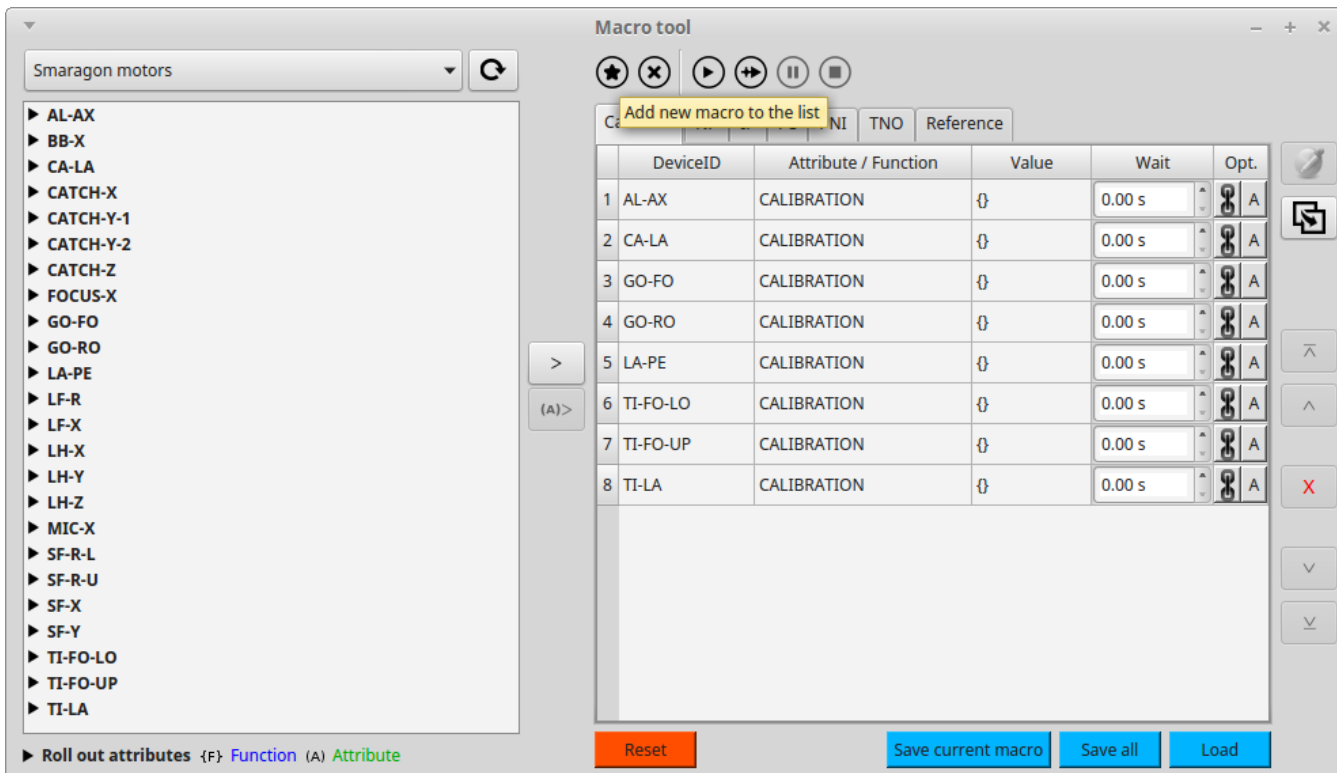 Macro tool
Smaragon motors
Add new macro to the list
TNO
Reference
AL-AX
BB-X
CA-LA
CATCH-X
CATCH-Y-1
CATCH-Y-2
CATCH-Z
FOCUS-X
GO-FO
GO-RO
LA-PE
LF-R
LF-X
LH-X
LH-Y
LH-Z
MIC-X
SF-R-L
SF-R-U
SF-X
SF-Y
TI-FO-LO
TI-FO-UP
TI-LA
Roll out attributes {F} Function (A) Attribute
>
(A)>
DeviceID Attribute / Function Value Wait Opt.
1 AL-AX CALIBRATION {} 0.00 s A
2 CA-LA CALIBRATION {} 0.00 s A
3 GO-FO CALIBRATION {} 0.00 s A
4 GO-RO CALIBRATION {} 0.00 s A
5 LA-PE CALIBRATION {} 0.00 s A
6 TI-FO-LO CALIBRATION {} 0.00 s A
7 TI-FO-UP CALIBRATION {} 0.00 s A
8 TI-LA CALIBRATION {} 0.00 s A
X
Reset Save current macro Save all Load